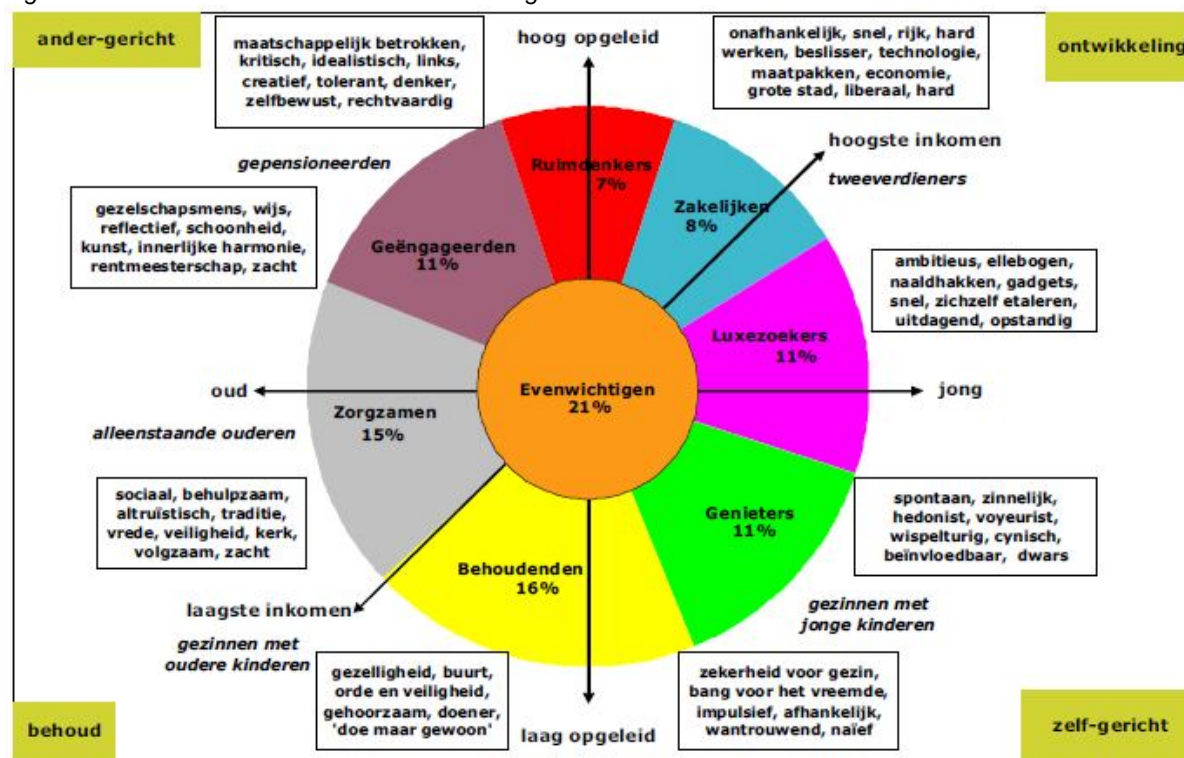 ander-gericht
maatschappelijk betrokken,
kritisch, idealistisch, links,
creatief, tolerant, denker,
zelfbewust, rechtvaardig
hoog opgeleid
onafhankelijk, snel, rijk, hard
werken, beslisser, technologie,
maatpakken, economie,
grote stad, liberaal, hard
ontwikkeling
gepensioneerden
Ruimdenkers
7%
hoogste inkomen
tweeverdieners
gezelschapsmens, wijs,
reflectief, schoonheid,
kunst, innerlijke harmonie,
rentmeesterschap, zacht
Geëngageerden
11%
Zakelijken
8%
ambitieus, ellebogen,
naaldhakken, gadgets,
snel, zichzelf etaleren,
uitdagend, opstandig
Luxezoekers
11%
oud
Evenwichtigen
21%
jong
Zorgzamen
15%
alleenstaande ouderen
sociaal, behulpzaam,
altruïstisch, traditie,
vrede, veiligheid, kerk,
volgzaam, zacht
Genieters
11%
spontaan, zinnelijk,
hedonist, voyeurist,
wispelturig, cynisch,
beïnvloedbaar, dwars
Behoudenden
16%
laagste inkomen
gezinnen met
oudere kinderen
gezinnen met
jonge kinderen
gezelligheid, buurt,
orde en veiligheid,
gehoorzaam, doener,
'doe maar gewoon'
laag opgeleid
zekerheid voor gezin,
bang voor het vreemde,
impulsief, afhankelijk,
wantrouwend, naïef
behoud
zelf-gericht